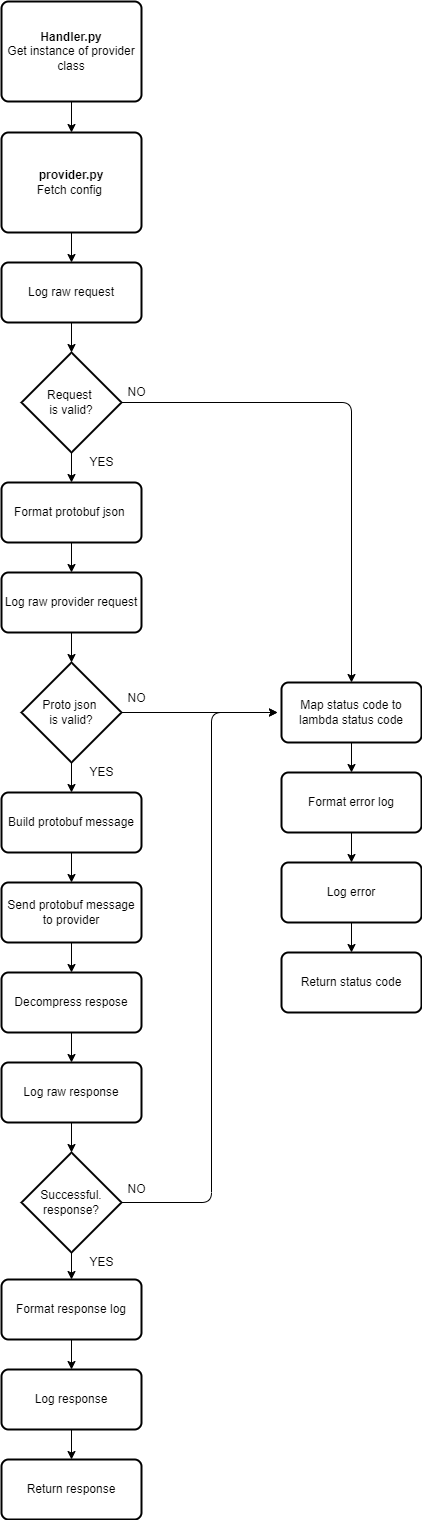 Handler.py
Get instance of provider
class
provider.py
Fetch config
Log raw request
Request
is valid?
NO
YES
Format protobuf json
Log raw provider request
Proto json
is valid?
NO
YES
Map status code to
lambda status code
Build protobuf message
Format error log
Send protobuf message
to provider
Log error
Decompress respose
Return status code
Log raw response
Successful.
response?
NO
YES
Format response log
Log response
Return response